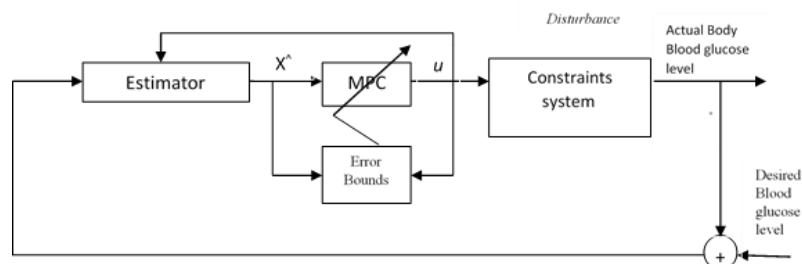 Disturbance
Actual Body
Blood glucose
level
X^
u
Estimator
MPC
Constraints
system
Error
Bounds
Desired
Blood
glucose
level
+